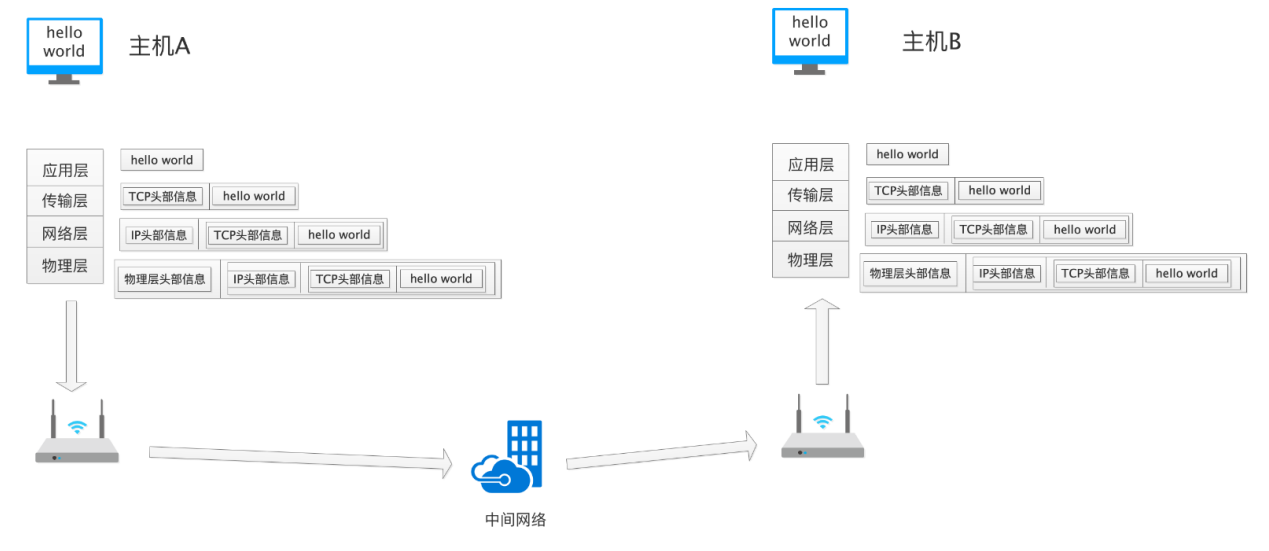 hello
world
主机A
hello
world
主机B
应用层
hello world
传输层
TCP头部信息 hello world
网络层
IP头部信息 TCP头部信息 hello world
物理层
物理层头部信息 IP头部信息 TCP头部信息 hello world
应用层
hello world
传输层
TCP头部信息 hello world
网络层
IP头部信息 TCP头部信息 hello world
物理层
物理层头部信息 IP头部信息 TCP头部信息 hello world
中间网络